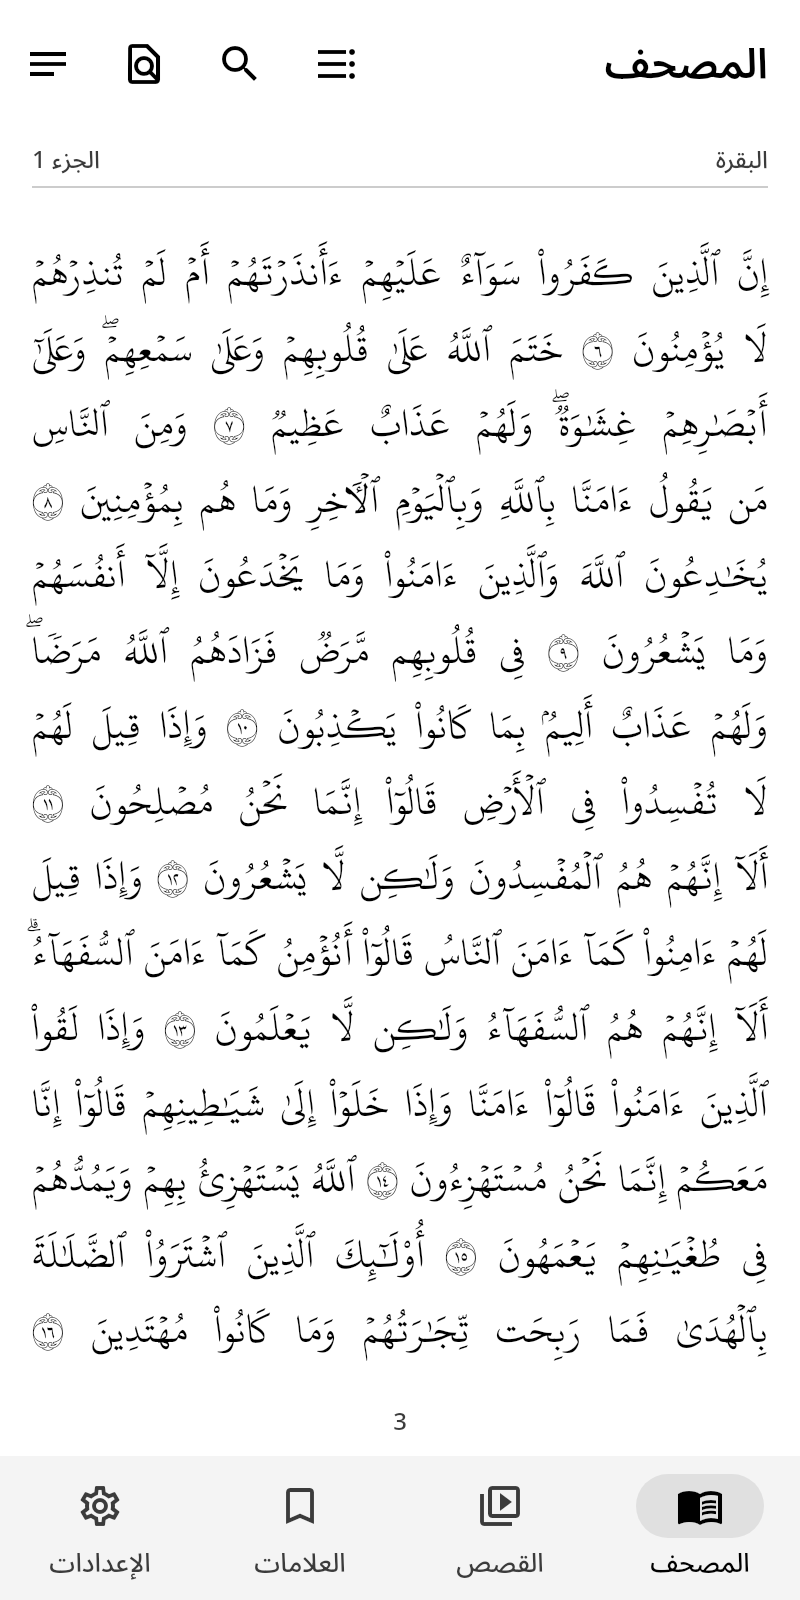 المصحف
البقرة
الجزء 1
إِنَّ ٱلَّذِينَ كَفَرُوا۟ سَوَآءٌ عَلَيْهِمْ ءَأَنذَرْتَهُمْ أَمْ لَمْ تُنذِرْهُمْ
لَا يُؤْمِنُونَ ٦ خَتَمَ ٱللَّهُ عَلَىٰ قُلُوبِهِمْ وَعَلَىٰ سَمْعِهِمْ ۖ وَعَلَىٰٓ
أَبْصَـٰرِهِمْ غِشَـٰوَةٌ ۖ وَلَهُمْ عَذَابٌ عَظِيمٌ ٧ وَمِنَ ٱلنَّاسِ
مَن يَقُولُ ءَامَنَّا بِٱللَّهِ وَبِٱلْيَوْمِ ٱلْـَٔاخِرِ وَمَا هُم بِمُؤْمِنِينَ ٨
يُخَـٰدِعُونَ ٱللَّهَ وَٱلَّذِينَ ءَامَنُوا۟ وَمَا يَخْدَعُونَ إِلَّآ أَنفُسَهُمْ
وَمَا يَشْعُرُونَ ٩ فِى قُلُوبِهِم مَّرَضٌ فَزَادَهُمُ ٱللَّهُ مَرَضًا ۖ
وَلَهُمْ عَذَابٌ أَلِيمٌۢ بِمَا كَانُوا۟ يَكْذِبُونَ ١٠ وَإِذَا قِيلَ لَهُمْ
لَا تُفْسِدُوا۟ فِى ٱلْأَرْضِ قَالُوٓا۟ إِنَّمَا نَحْنُ مُصْلِحُونَ ١١
أَلَآ إِنَّهُمْ هُمُ ٱلْمُفْسِدُونَ وَلَـٰكِن لَّا يَشْعُرُونَ ١٢ وَإِذَا قِيلَ
لَهُمْ ءَامِنُوا۟ كَمَآ ءَامَنَ ٱلنَّاسُ قَالُوٓا۟ أَنُؤْمِنُ كَمَآ ءَامَنَ ٱلسُّفَهَآءُ ۗ
أَلَآ إِنَّهُمْ هُمُ ٱلسُّفَهَآءُ وَلَـٰكِن لَّا يَعْلَمُونَ ١٣ وَإِذَا لَقُوا۟
ٱلَّذِينَ ءَامَنُوا۟ قَالُوٓا۟ ءَامَنَّا وَإِذَا خَلَوْا۟ إِلَىٰ شَيَـٰطِينِهِمْ قَالُوٓا۟ إِنَّا
مَعَكُمْ إِنَّمَا نَحْنُ مُسْتَهْزِءُونَ ١٤ ٱللَّهُ يَسْتَهْزِئُ بِهِمْ وَيَمُدُّهُمْ
فِى طُغْيَـٰنِهِمْ يَعْمَهُونَ ١٥ أُو۟لَـٰٓئِكَ ٱلَّذِينَ ٱشْتَرَوُا۟ ٱلضَّلَـٰلَةَ
بِٱلْهُدَىٰ فَمَا رَبِحَت تِّجَـٰرَتُهُمْ وَمَا كَانُوا۟ مُهْتَدِينَ ١٦
3
المصحف
القصص
العلامات
الإعدادات